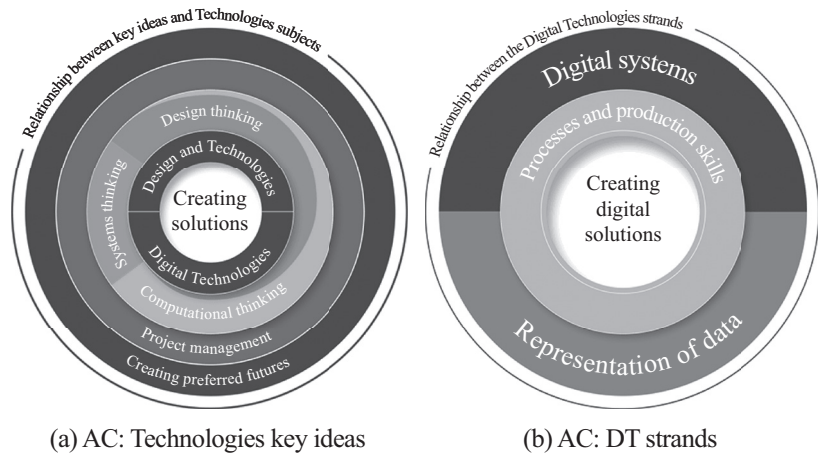 Relationship between key ideas and Technologies subjects
Design thinking
Design and Technologies
Systems thinking
Creating
solutions
Digital Technologies
Computational thinking
Project management
Creating preferred futures
(a) AC: Technologies key ideas
Relationship between the Digital Technologies strands
Digital systems
Processes and production skills
Creating
digital
solutions
Representation of data
(b) AC: DT strands